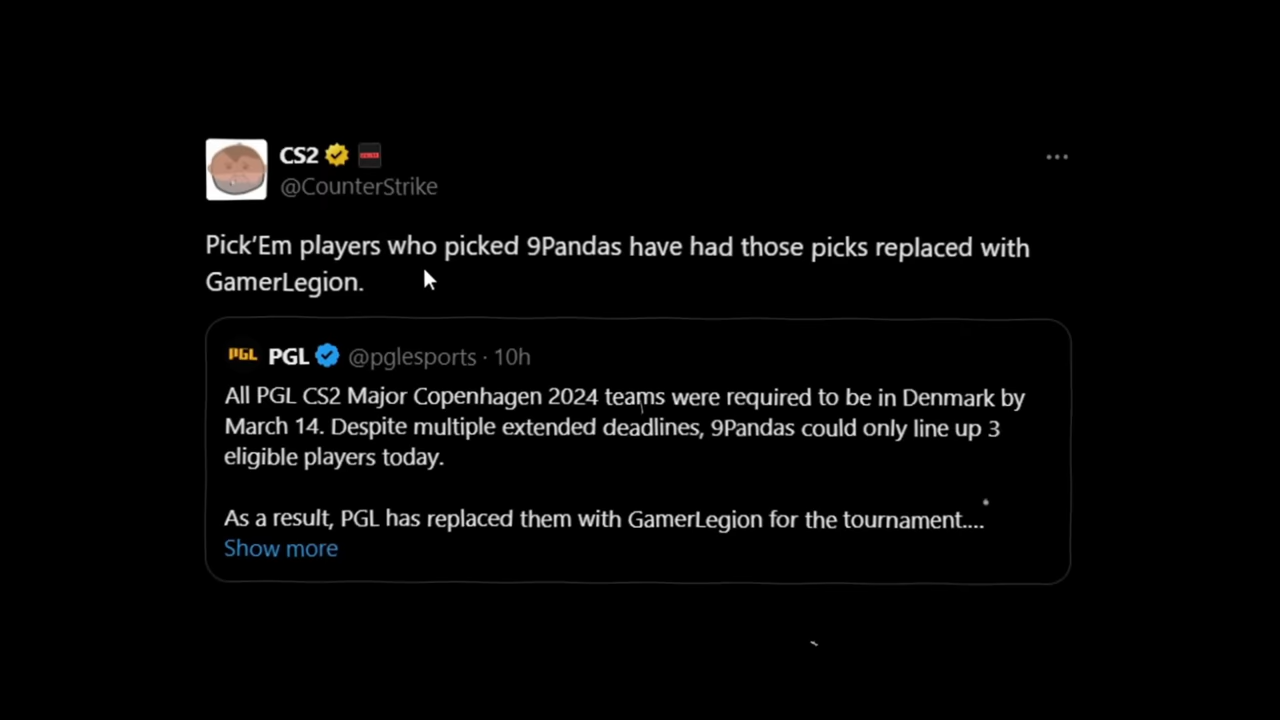 CS2
@CounterStrike
Pick'Em players who picked 9Pandas have had those picks replaced with
GamerLegion.
PGL PGL @pglesports · 10h
All PGL CS2 Major Copenhagen 2024 teams were required to be in Denmark by
March 14. Despite multiple extended deadlines, 9Pandas could only line up 3
eligible players today.
As a result, PGL has replaced them with GamerLegion for the tournament....
Show more